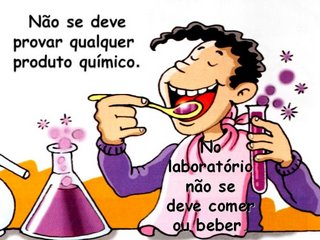 Não se deve
provar qualquer
produto químico.
No
laboratório
não se
deve comer
ou beber